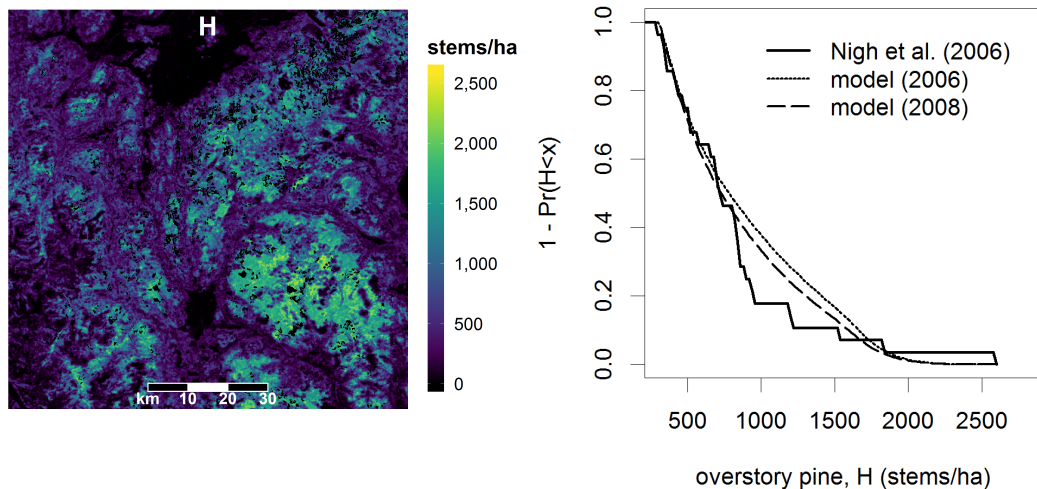 H
stems/ha
2,500
2,000
1,500
1,000
500
0
km 10 20 30
1 - Pr(H<x)
1.0
0.8
0.6
0.4
0.2
0.0
Nigh et al. (2006)
model (2006)
model (2008)
500 1000 1500 2000 2500
overstory pine, H (stems/ha)